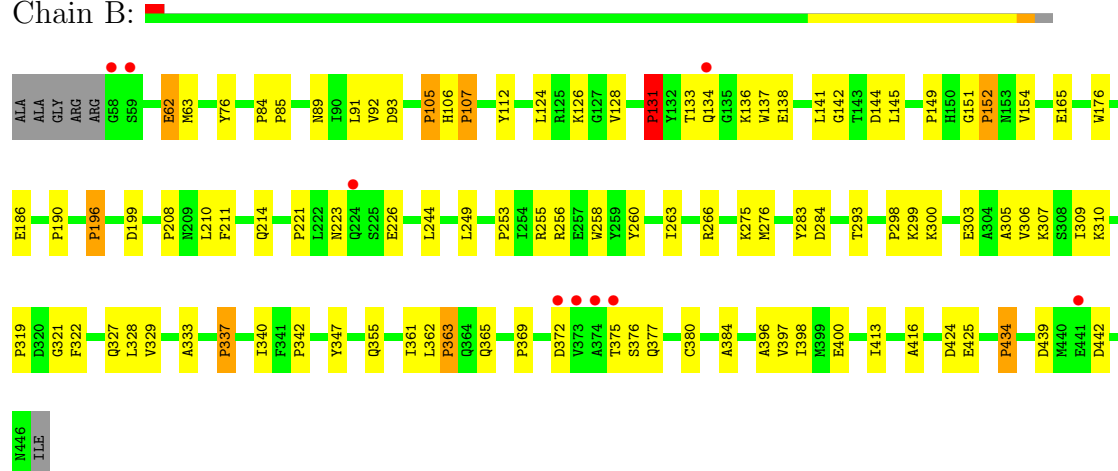 Chain B:
ALA ALA GLY ARG ARG G58 S59 E62 M63 Y76 P84 P85 N89 I90 L91 V92 D93 P105 H106 P107 Y112 L124 R125 K126 G127 V128 P131 Y132 T133 Q134 G135 K136 W137 E138 L141 G142 T143 D144 L145 P149 H150 G151 P152 N153 V154 E165 W176
E186 P190 P196 D199 P208 N209 L210 F211 Q214 P221 L222 N223 Q224 S225 E226 L244 L249 P253 I254 R255 R256 E257 W258 Y259 Y260 I263 R266 K275 M276 Y283 D284 T293 P298 K299 K300 E303 A304 A305 V306 K307 S308 I309 K310
P319 D320 G321 F322 Q327 L328 V329 A333 P337 I340 F341 P342 Y347 Q355 I361 L362 P363 Q364 Q365 P369 D372 V373 A374 T375 S376 Q377 C380 A384 A396 V397 I398 M399 E400 I413 A416 D424 E425 P434 D439 M440 E441 D442
N446 ILE